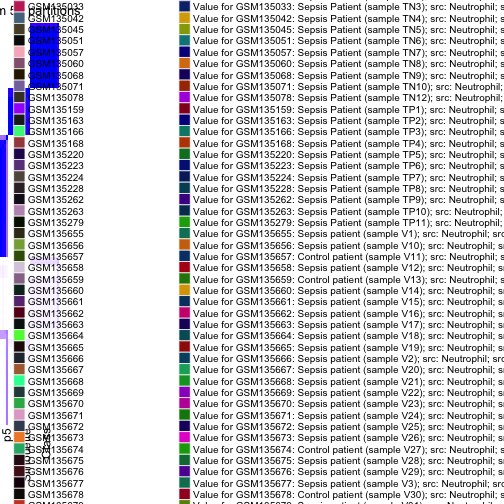 GSM135033 Value for GSM135033: Sepsis Patient (sample TN3); src: Neutrophil; s
GSM135042 Value for GSM135042: Sepsis Patient (sample TN4); src: Neutrophil; s
GSM135045 Value for GSM135045: Sepsis Patient (sample TN5); src: Neutrophil; s
GSM135051 Value for GSM135051: Sepsis Patient (sample TN6); src: Neutrophil; s
GSM135057 Value for GSM135057: Sepsis Patient (sample TN7); src: Neutrophil; s
GSM135060 Value for GSM135060: Sepsis Patient (sample TN8); src: Neutrophil; s
GSM135068 Value for GSM135068: Sepsis Patient (sample TN9); src: Neutrophil; s
GSM135071 Value for GSM135071: Sepsis Patient (sample TN10); src: Neutrophil;
GSM135078 Value for GSM135078: Sepsis Patient (sample TN12); src: Neutrophil;
GSM135159 Value for GSM135159: Sepsis Patient (sample TP1); src: Neutrophil; s
GSM135163 Value for GSM135163: Sepsis Patient (sample TP2); src: Neutrophil; s
GSM135166 Value for GSM135166: Sepsis Patient (sample TP3); src: Neutrophil; s
GSM135168 Value for GSM135168: Sepsis Patient (sample TP4); src: Neutrophil; s
GSM135220 Value for GSM135220: Sepsis Patient (sample TP5); src: Neutrophil; s
GSM135223 Value for GSM135223: Sepsis Patient (sample TP6); src: Neutrophil; s
GSM135224 Value for GSM135224: Sepsis Patient (sample TP7); src: Neutrophil; s
GSM135228 Value for GSM135228: Sepsis Patient (sample TP8); src: Neutrophil; s
GSM135262 Value for GSM135262: Sepsis Patient (sample TP9); src: Neutrophil; s
GSM135263 Value for GSM135263: Sepsis Patient (sample TP10); src: Neutrophil;
GSM135279 Value for GSM135279: Sepsis Patient (sample TP11); src: Neutrophil;
GSM135655 Value for GSM135655: Sepsis patient (sample V1); src: Neutrophil; src
GSM135656 Value for GSM135656: Sepsis patient (sample V10); src: Neutrophil; s
GSM135657 Value for GSM135657: Control patient (sample V11); src: Neutrophil; s
GSM135658 Value for GSM135658: Sepsis patient (sample V12); src: Neutrophil; s
GSM135659 Value for GSM135659: Control patient (sample V13); src: Neutrophil; s
GSM135660 Value for GSM135660: Sepsis patient (sample V14); src: Neutrophil; s
GSM135661 Value for GSM135661: Sepsis patient (sample V15); src: Neutrophil; s
GSM135662 Value for GSM135662: Sepsis patient (sample V16); src: Neutrophil; s
GSM135663 Value for GSM135663: Sepsis patient (sample V17); src: Neutrophil; s
GSM135664 Value for GSM135664: Sepsis patient (sample V18); src: Neutrophil; s
GSM135665 Value for GSM135665: Sepsis patient (sample V19); src: Neutrophil; s
GSM135666 Value for GSM135666: Sepsis patient (sample V2); src: Neutrophil; src
GSM135667 Value for GSM135667: Sepsis patient (sample V20); src: Neutrophil; s
GSM135668 Value for GSM135668: Sepsis patient (sample V21); src: Neutrophil; s
GSM135669 Value for GSM135669: Sepsis patient (sample V22); src: Neutrophil; s
GSM135670 Value for GSM135670: Sepsis patient (sample V23); src: Neutrophil; s
GSM135671 Value for GSM135671: Sepsis patient (sample V24); src: Neutrophil; s
GSM135672 Value for GSM135672: Sepsis patient (sample V25); src: Neutrophil; s
GSM135673 Value for GSM135673: Sepsis patient (sample V26); src: Neutrophil; s
GSM135674 Value for GSM135674: Control patient (sample V27); src: Neutrophil; s
GSM135675 Value for GSM135675: Sepsis patient (sample V28); src: Neutrophil; s
GSM135676 Value for GSM135676: Sepsis patient (sample V29); src: Neutrophil; s
GSM135677 Value for GSM135677: Sepsis patient (sample V3); src: Neutrophil; src
GSM135678 Value for GSM135678: Control patient (sample V30); src: Neutrophil; s
p5